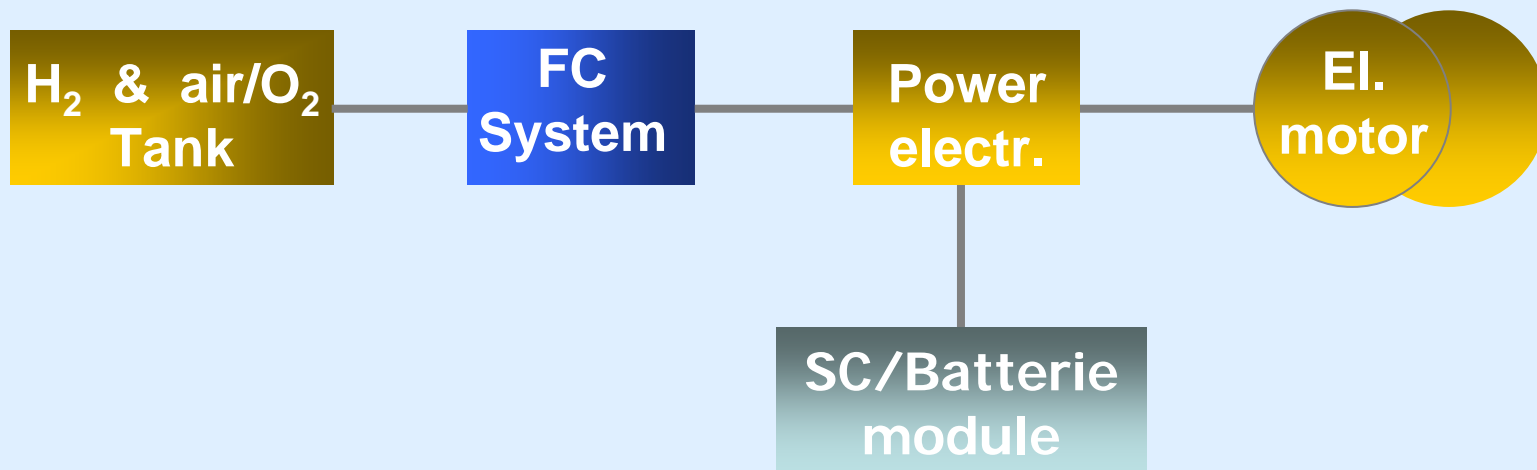 H₂ & air/O₂
Tank
FC
System
Power
electr.
El.
motor
SC/Batterie
module